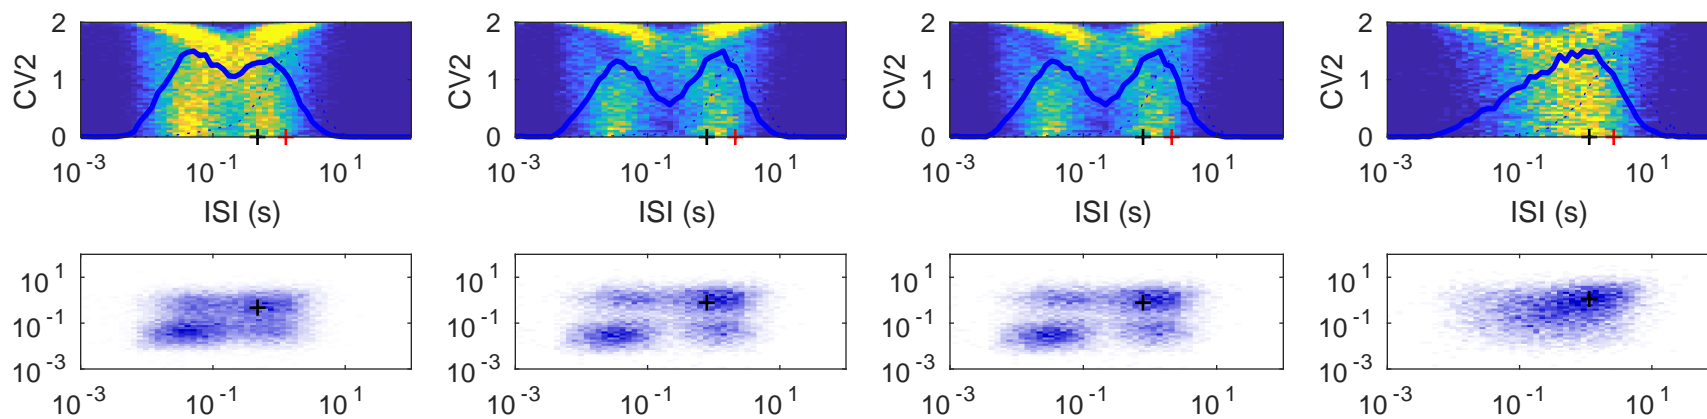 2 2 2 2
CV2 CV2 CV2 CV2
1 1 1 1
0 0 0 0
10^-3 10^-1 10^1 10^-3 10^-1 10^1 10^-3 10^-1 10^1 10^-3 10^-1 10^1
ISI (s) ISI (s) ISI (s) ISI (s)
10^1 10^1 10^1 10^1
10^-1 10^-1 10^-1 10^-1
10^-3 10^-3 10^-3 10^-3
10^-3 10^-1 10^1 10^-3 10^-1 10^1 10^-3 10^-1 10^1 10^-3 10^-1 10^1